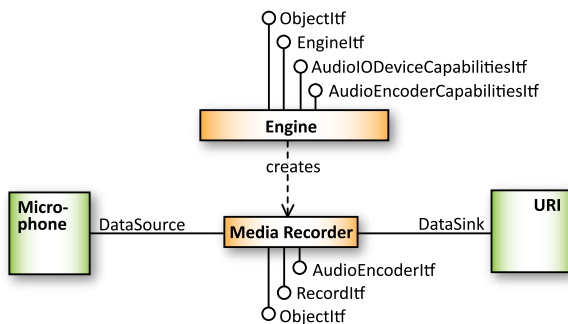 ObjectItf
EngineItf
AudioIODeviceCapabilitiesItf
AudioEncoderCapabilitiesItf
Engine
creates
Micro-
phone
DataSource
Media Recorder
DataSink
URI
AudioEncoderItf
RecordItf
ObjectItf